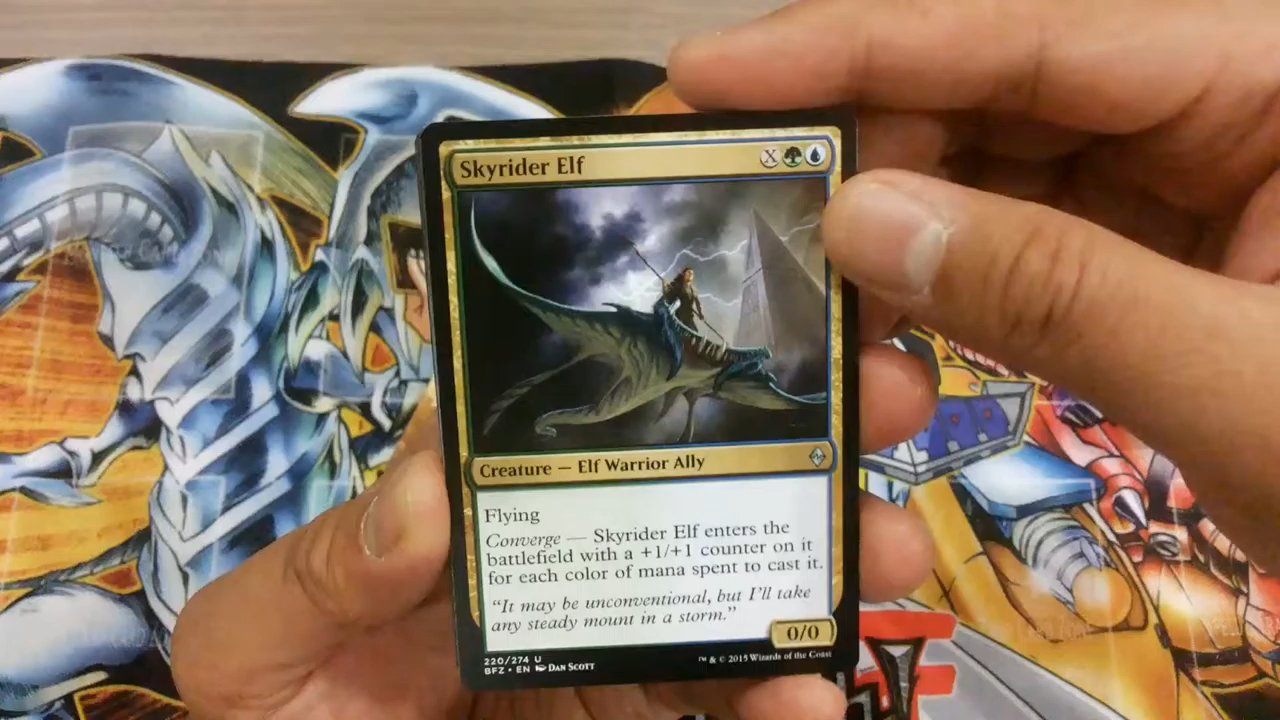 Skyrider Elf X
Creature — Elf Warrior Ally
Flying
Converge — Skyrider Elf enters the
battlefield with a +1/+1 counter on it
for each color of mana spent to cast it.
"It may be unconventional, but I'll take
any steady mount in a storm."
0/0
220/274 U
BFZ • EN DAN SCOTT
™ & © 2015 Wizards of the Coast